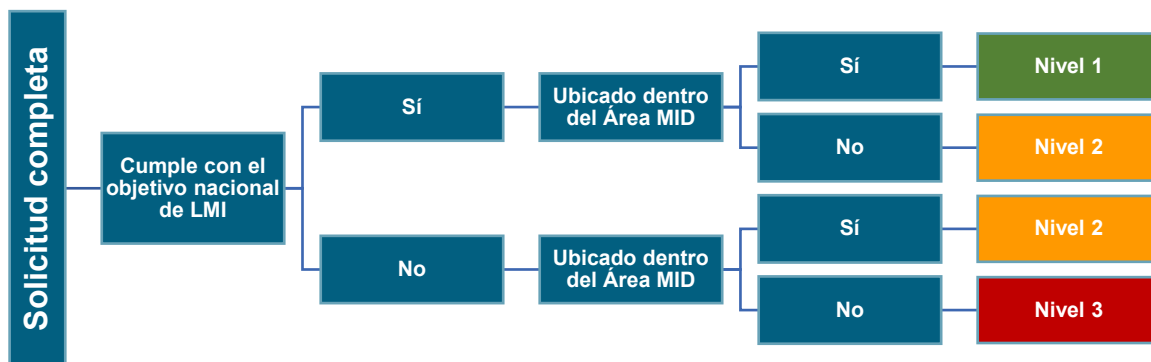 Solicitud completa
Cumple con el
objetivo nacional
de LMI
Sí
Ubicado dentro
del Área MID
Sí
Nivel 1
No
Nivel 2
No
Ubicado dentro
del Área MID
Sí
Nivel 2
No
Nivel 3